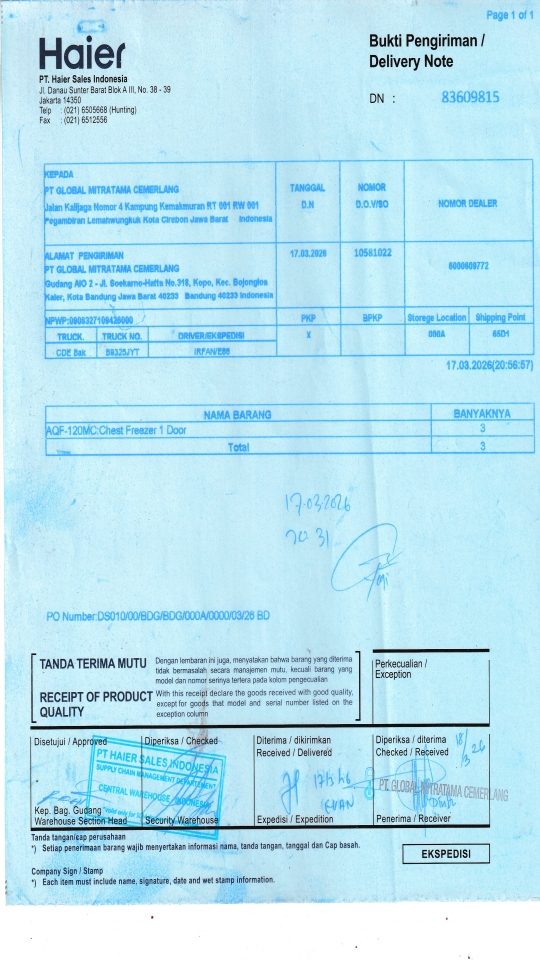 Page 1 of 1
Haier
Bukti Pengiriman /
Delivery Note
PT. Haier Sales Indonesia
Jl. Danau Sunter Barat Blok A III, No. 38 - 39
Jakarta 14350
Telp : (021) 6505668 (Hunting)
Fax : (021) 6512556
DN : 83609815
KEPADA
PT GLOBAL MITRATAMA CEMERLANG
Jalan Kalijaga Nomor 4 Kampung Kemakmuran RT 001 RW 001
Pegambiran Lemahwungkuk Kota Cirebon Jawa Barat Indonesia
TANGGAL
D.N
NOMOR
D.O.V/SO
NOMOR DEALER
ALAMAT PENGIRIMAN
PT GLOBAL MITRATAMA CEMERLANG
Gudang AIO 2 - Jl. Soekarno-Hatta No.318, Kopo, Kec. Bojongloa
Kaler, Kota Bandung Jawa Barat 40233 Bandung 40233 Indonesia
17.03.2026
10581022
NPWP:
PKP BPKP Storege Location Shipping Point
TRUCK. TRUCK NO. DRIVER/EKSPEDISI X 000A 65D1
CDE Bak B9325JYT
17.03.2026(20:56:57)
NAMA BARANG BANYAKNYA
AQF-120MC:Chest Freezer 1 Door 3
Total 3
17.03.2026
20.31
PO Number:DS010/00/BDG/BDG/000A/0000/03/26 BD
TANDA TERIMA MUTU
Dengan lembaran ini juga, menyatakan bahwa barang yang diterima
tidak bermasalah secara manajemen mutu, kecuali barang yang
model dan nomor serinya tertera pada kolom pengecualian
RECEIPT OF PRODUCT
QUALITY
With this receipt declare the goods received with good quality,
except for goods that model and serial number listed on the
exception column
Perkecualian /
Exception
Disetujui / Approved
Diperiksa / Checked
Diterima / dikirimkan
Received / Delivered
Diperiksa / diterima
Checked / Received
18/3 26
PT HAIER SALES INDONESIA
SUPPLY CHAIN MANAGEMENT DEPARTEMENT
CENTRAL WAREHOUSE - INDONESIA
PT. GLOBAL MITRATAMA CEMERLANG
Kep. Bag. Gudang
Warehouse Section Head
Security Warehouse
Expedisi / Expedition
Penerima / Receiver
Tanda tangan/cap perusahaan
*) Setiap penerimaan barang wajib menyertakan informasi nama, tanda tangan, tanggal dan Cap basah.
EKSPEDISI
Company Sign / Stamp
*) Each item must include name, signature, date and wet stamp information.